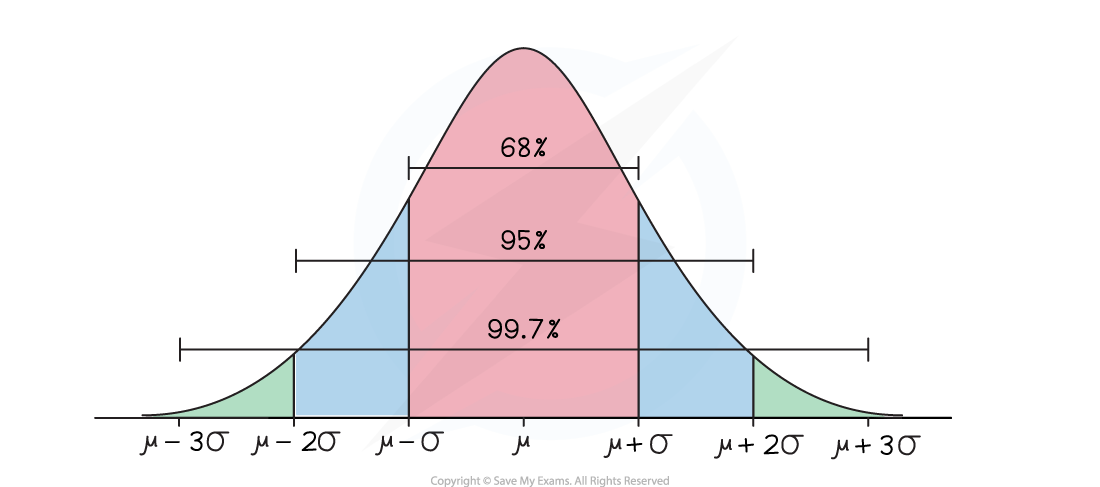 68%
95%
99.7%
μ − 3σ μ − 2σ μ − σ μ μ + σ μ + 2σ μ + 3σ
Copyright © Save My Exams. All Rights Reserved